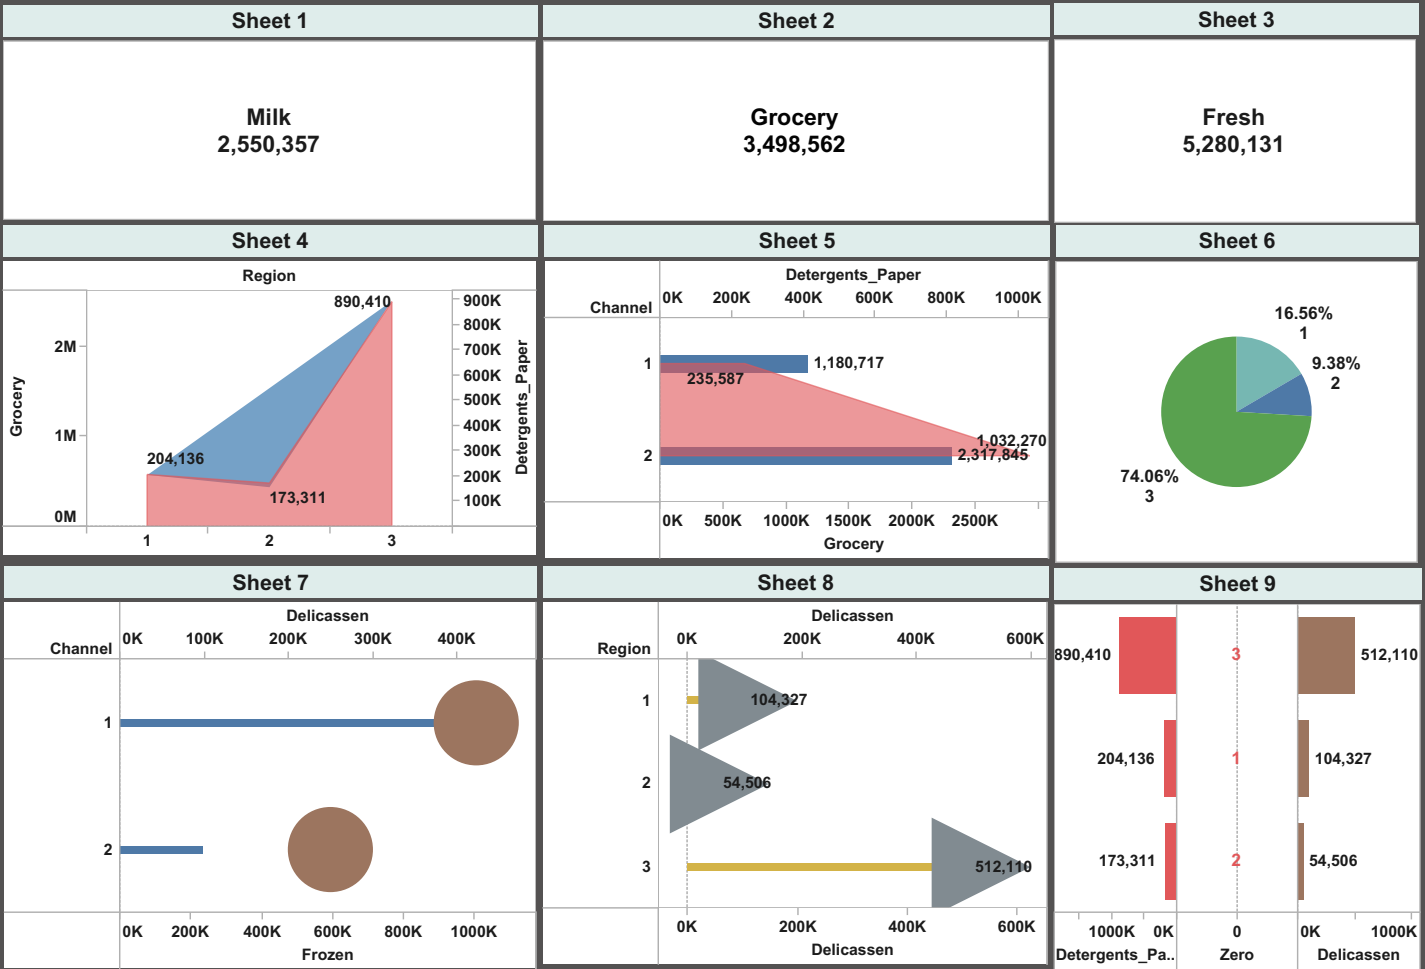 Sheet 1
Milk
2,550,357
Sheet 2
Grocery
3,498,562
Sheet 3
Fresh
5,280,131
Sheet 4
Region
Grocery
2M
1M
0M
890,410
204,136
173,311
900K
800K
700K
600K
500K
400K
300K
200K
100K
Detergents_Paper
1 2 3
Sheet 5
Detergents_Paper
Channel
0K 200K 400K 600K 800K 1000K
1
1,180,717
235,587
1,032,270
2
2,317,845
0K 500K 1000K 1500K 2000K 2500K
Grocery
Sheet 6
16.56%
1
9.38%
2
74.06%
3
Sheet 7
Delicassen
Channel
0K 100K 200K 300K 400K
1
2
0K 200K 400K 600K 800K 1000K
Frozen
Sheet 8
Delicassen
Region
0K 200K 400K 600K
1 104,327
2 54,506
3 512,110
0K 200K 400K 600K
Delicassen
Sheet 9
890,410 3 512,110
204,136 1 104,327
173,311 2 54,506
1000K 0K 0 0K 1000K
Detergents_Pa.. Zero Delicassen